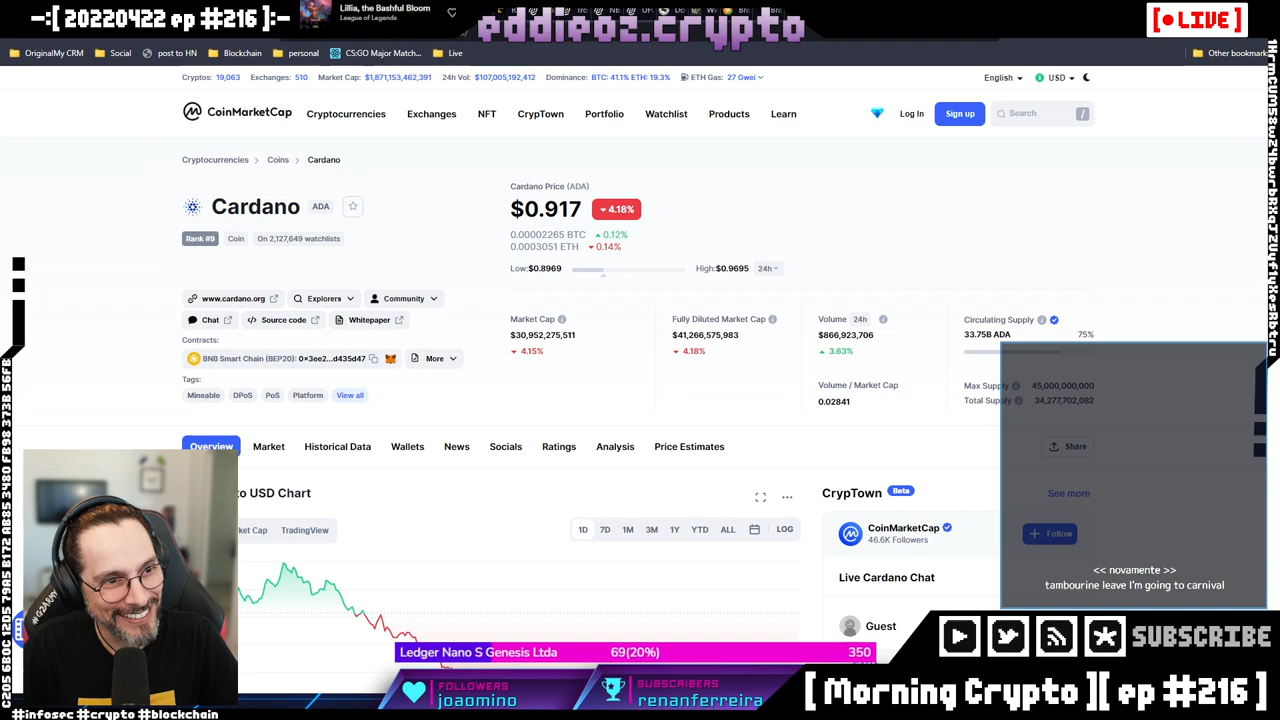 -:[ 20220422 ep #216 ]:-
Lillia, the Bashful Bloom
League of Legends
eddieoz.crypto
[●LIVE]
OriginalMy CRM
Social
post to HN
Blockchain
personal
CS:GO Major Match...
Live
Other bookmark
Cryptos: 19,063 Exchanges: 510 Market Cap: $1,871,153,462,391 24h Vol: $107,005,192,412 Dominance: BTC: 41.1% ETH: 19.3% ETH Gas: 27 Gwei
English
USD
CoinMarketCap
Cryptocurrencies
Exchanges
NFT
CrypTown
Portfolio
Watchlist
Products
Learn
Log In
Sign up
Search
/
Cryptocurrencies > Coins > Cardano
Cardano ADA
Rank #9
Coin
On 2,127,649 watchlists
Cardano Price (ADA)
$0.917 4.18%
0.00002265 BTC 0.12%
0.0003051 ETH 0.14%
Low: $0.8969
High: $0.9695
24h
www.cardano.org
Explorers
Community
Chat
Source code
Whitepaper
Contracts:
BNB Smart Chain (BEP20): 0x3ee2...d435d47
More
Tags:
Mineable
DPoS
PoS
Platform
View all
Market Cap
$30,952,275,511
4.15%
Fully Diluted Market Cap
$41,266,575,983
4.18%
Volume 24h
$866,923,706
3.63%
Volume / Market Cap
0.02841
Circulating Supply
33.75B ADA 75%
Max Supply 45,000,000,000
Total Supply 34,277,702,082
Overview
Market
Historical Data
Wallets
News
Socials
Ratings
Analysis
Price Estimates
Share
o USD Chart
ket Cap
TradingView
1D 7D 1M 3M 1Y YTD ALL LOG
CrypTown Beta
See more
CoinMarketCap
46.6K Followers
Follow
Live Cardano Chat
Guest
<< novamente >>
tambourine leave I'm going to carnival
Ledger Nano S Genesis Ltda 69(20%) 350
FOLLOWERS
joaomino
SUBSCRIBERS
renanferreira
SUBSCRIBE
[ Morning Crypto ][ ep #216 ]
infosec #crypto #blockchain